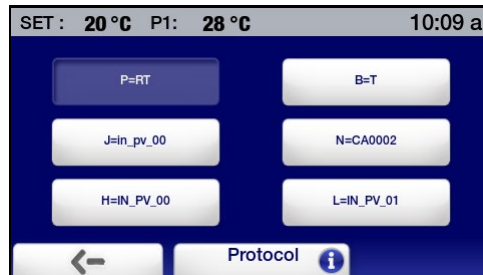 SET : 20 °C P1: 28 °C 10:09 a
P=RT B=T
J=in_pv_00 N=CA0002
H=IN_PV_00 L=IN_PV_01
Protocol i